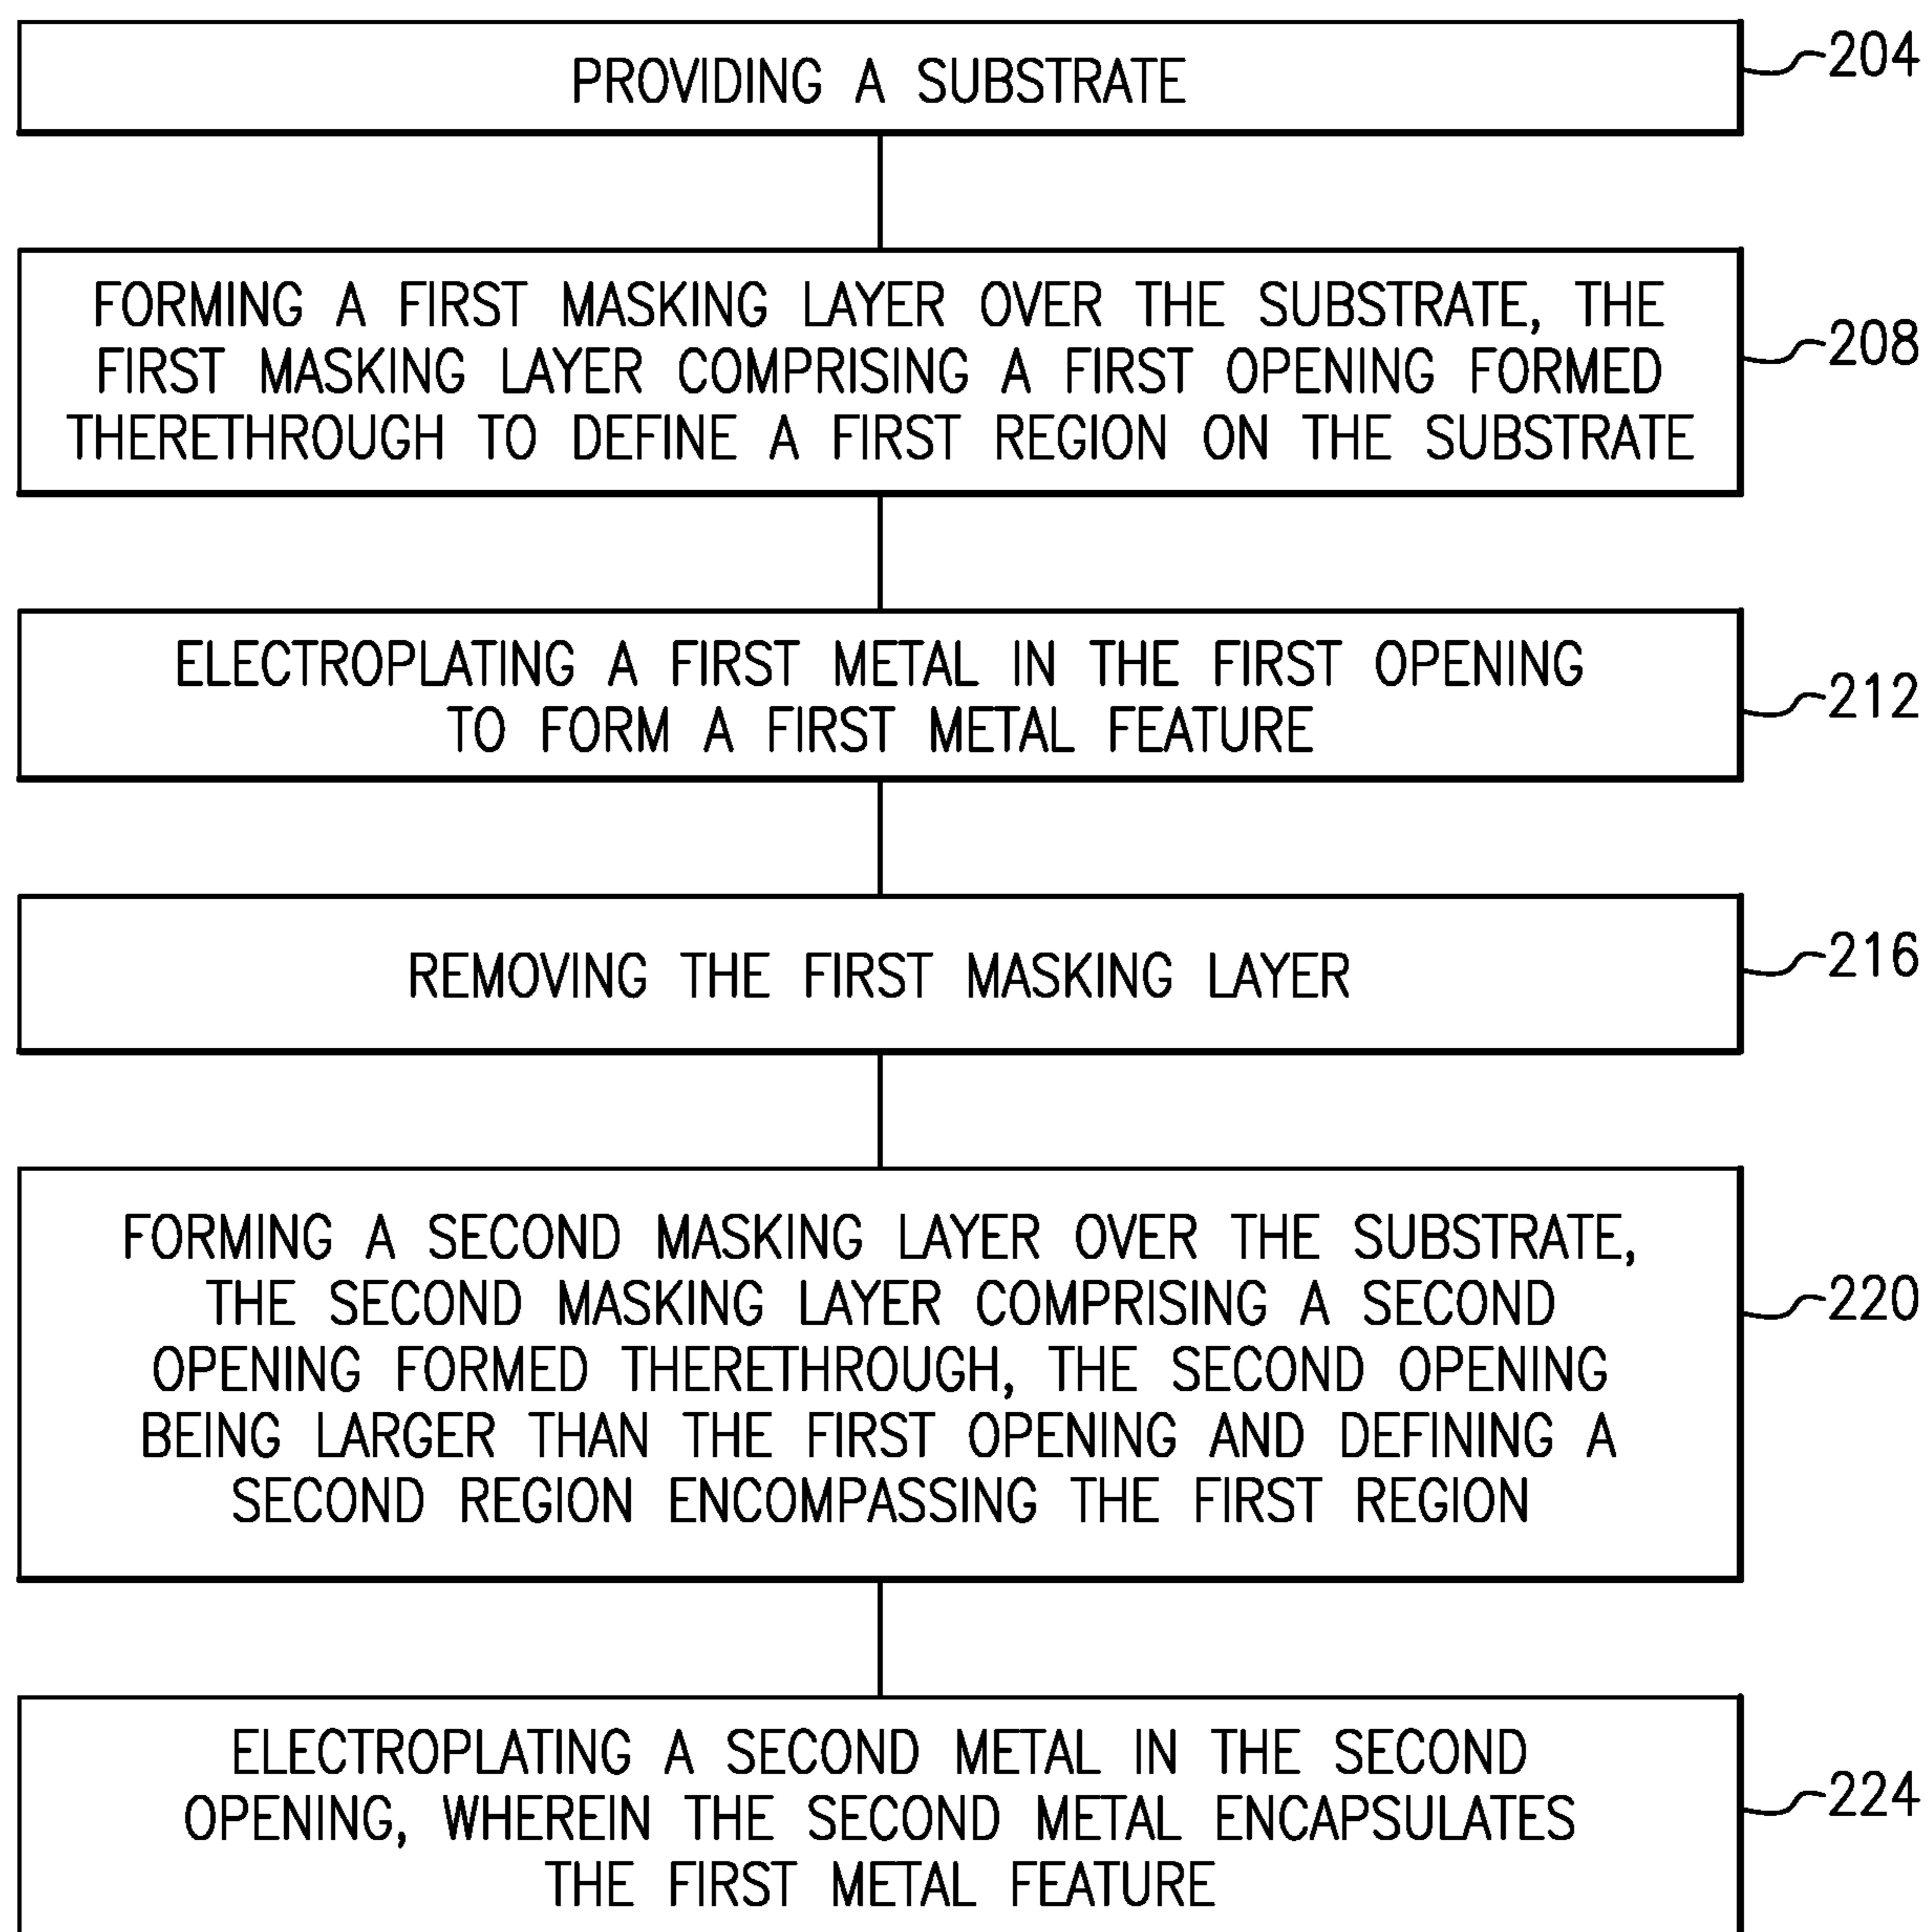 PROVIDING A SUBSTRATE
204
FORMING A FIRST MASKING LAYER OVER THE SUBSTRATE, THE
FIRST MASKING LAYER COMPRISING A FIRST OPENING FORMED
THERETHROUGH TO DEFINE A FIRST REGION ON THE SUBSTRATE
208
ELECTROPLATING A FIRST METAL IN THE FIRST OPENING
TO FORM A FIRST METAL FEATURE
212
REMOVING THE FIRST MASKING LAYER
216
FORMING A SECOND MASKING LAYER OVER THE SUBSTRATE,
THE SECOND MASKING LAYER COMPRISING A SECOND
OPENING FORMED THERETHROUGH, THE SECOND OPENING
BEING LARGER THAN THE FIRST OPENING AND DEFINING A
SECOND REGION ENCOMPASSING THE FIRST REGION
220
ELECTROPLATING A SECOND METAL IN THE SECOND
OPENING, WHEREIN THE SECOND METAL ENCAPSULATES
THE FIRST METAL FEATURE
224